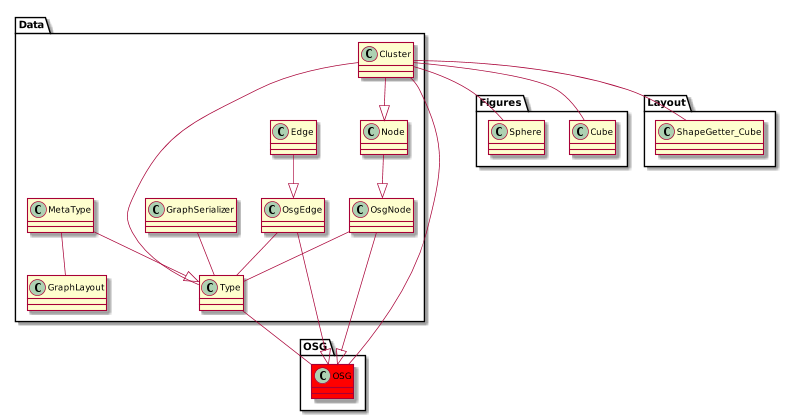 Data
C Cluster
Figures
Layout
C Edge
C Node
C Sphere
C Cube
C ShapeGetter_Cube
C MetaType
C GraphSerializer
C OsgEdge
C OsgNode
C GraphLayout
C Type
OSG
C OSG